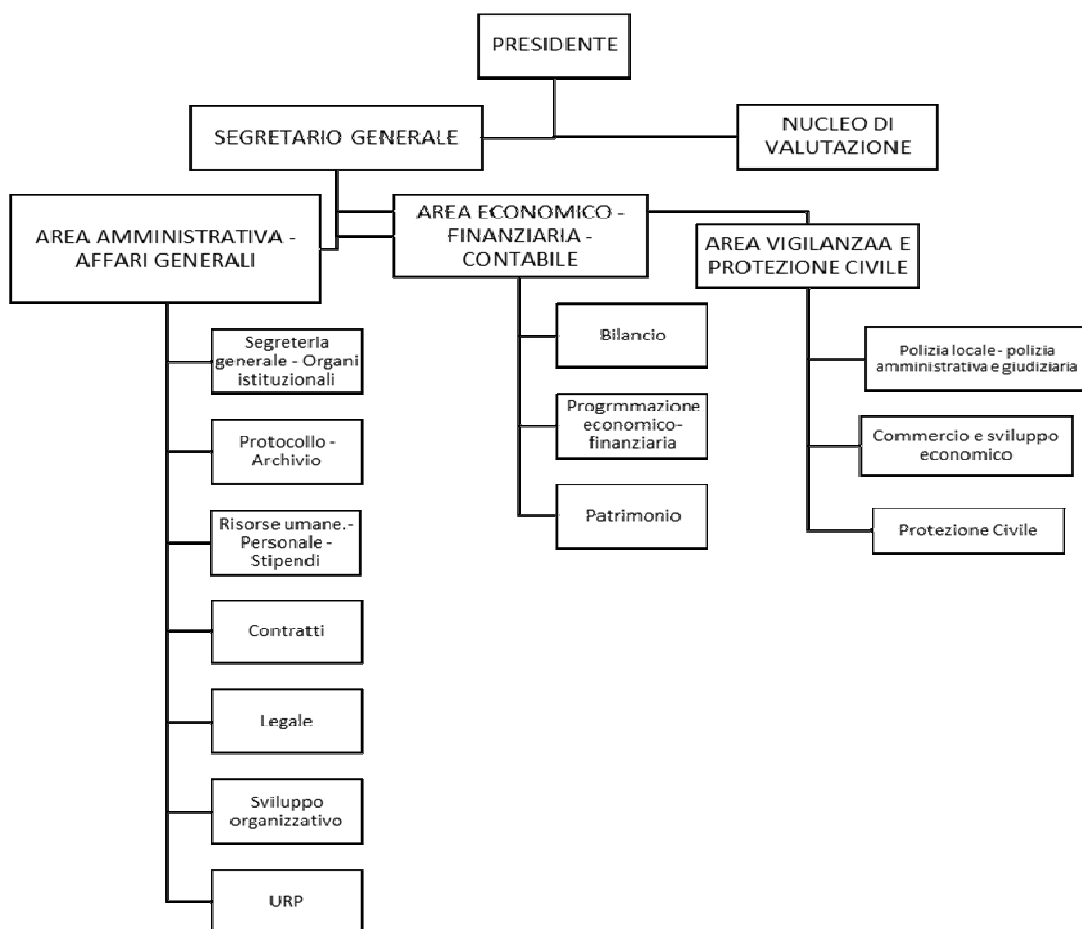 PRESIDENTE
SEGRETARIO GENERALE
NUCLEO DI
VALUTAZIONE
AREA AMMINISTRATIVA -
AFFARI GENERALI
AREA ECONOMICO -
FINANZIARIA -
CONTABILE
AREA VIGILANZAA E
PROTEZIONE CIVILE
Segreteria
generale - Organi
istituzionali
Protocollo -
Archivio
Risorse umane.-
Personale -
Stipendi
Contratti
Legale
Sviluppo
organizzativo
URP
Bilancio
Progrmmazione
economico-
finanziaria
Patrimonio
Polizia locale- polizia
amministrativa e giudiziaria
Commercio e sviluppo
economico
Protezione Civile